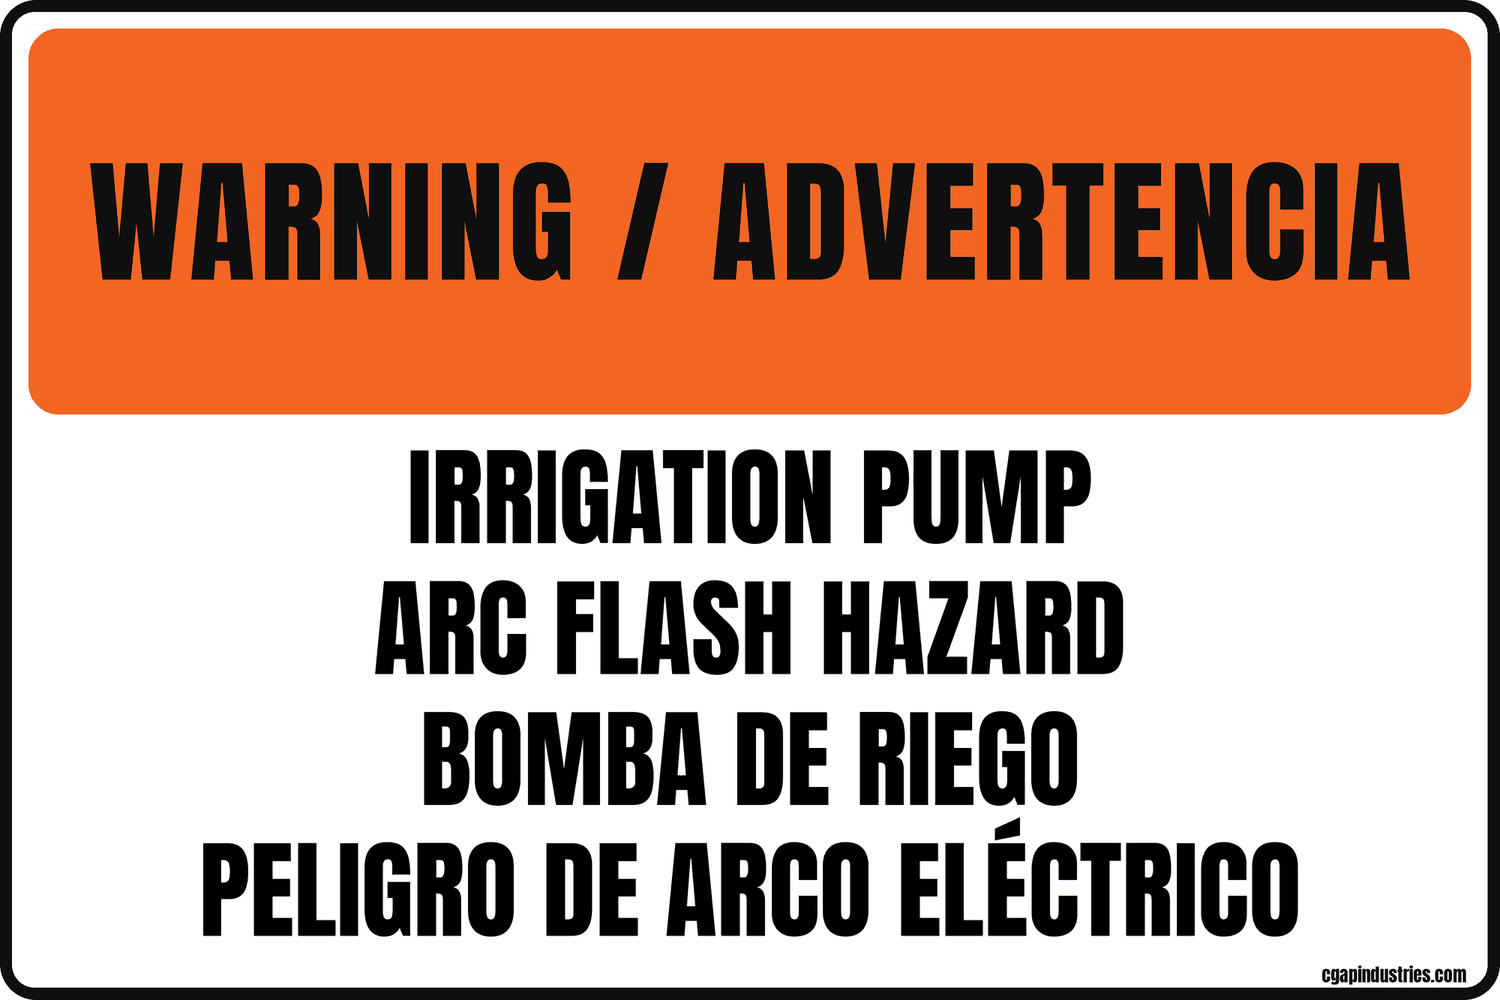 WARNING / ADVERTENCIA
IRRIGATION PUMP
ARC FLASH HAZARD
BOMBA DE RIEGO
PELIGRO DE ARCO ELÉCTRICO
cgapindustries.com